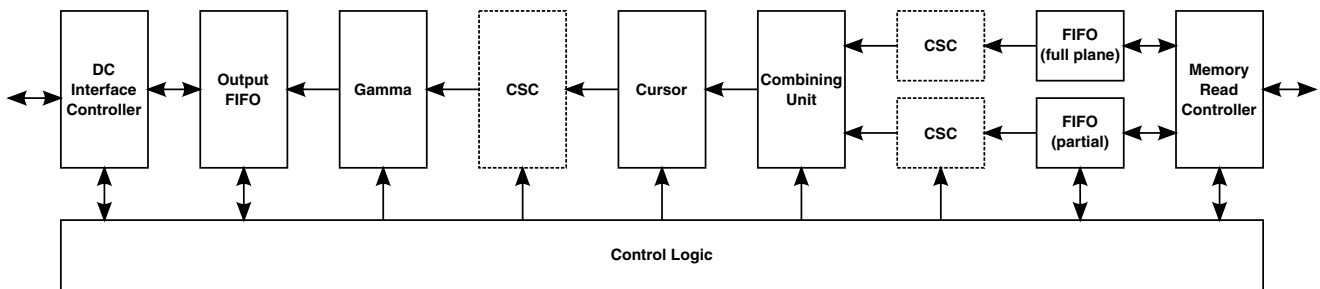 DC
Interface
Controller
Output
FIFO
Gamma
CSC
Cursor
Combining
Unit
CSC
FIFO
(full plane)
CSC
FIFO
(partial)
Memory
Read
Controller
Control Logic